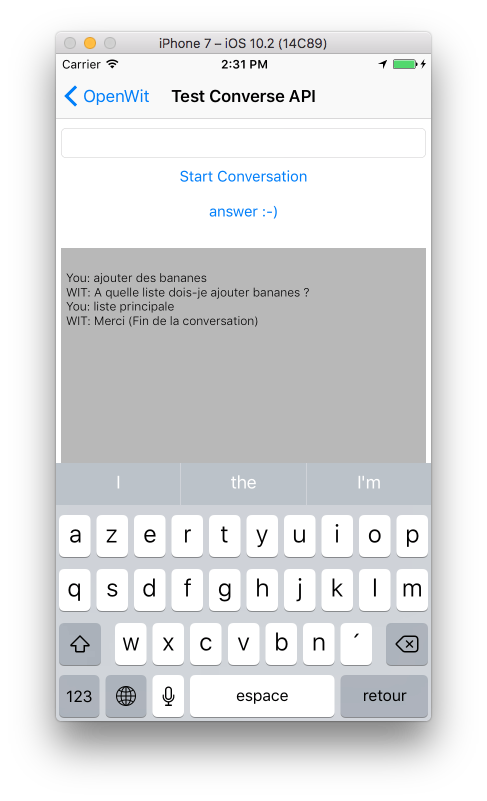 iPhone 7 – iOS 10.2 (14C89)
Carrier 2:31 PM
OpenWit Test Converse API
Start Conversation
answer :-)
You: ajouter des bananes
WIT: A quelle liste dois-je ajouter bananes ?
You: liste principale
WIT: Merci (Fin de la conversation)
I the I'm
a z e r t y u i o p
q s d f g h j k l m
w x c v b n ´
123 espace retour